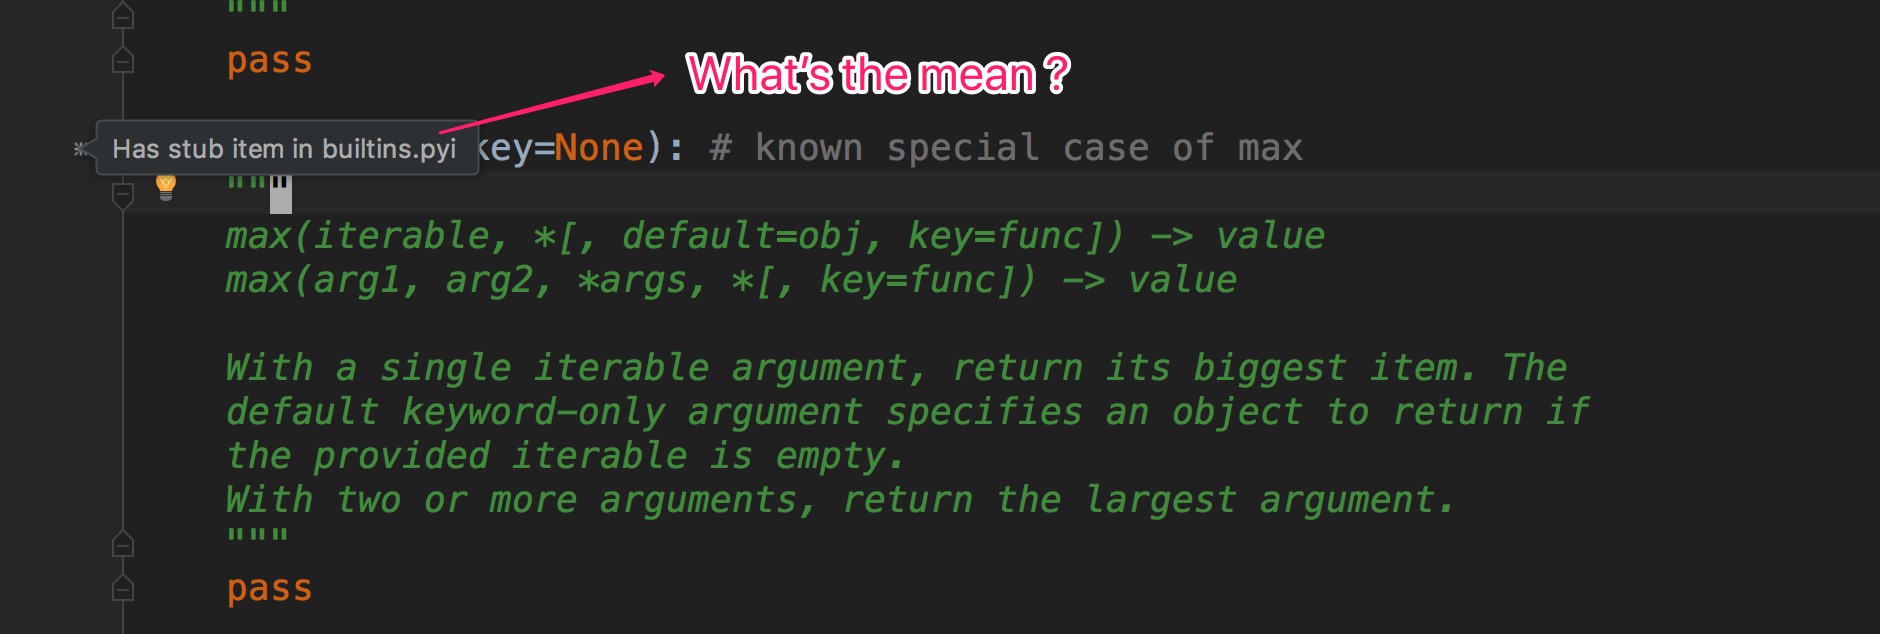 """
pass
What's the mean ?
Has stub item in builtins.pyi key=None): # known special case of max
"""
max(iterable, *[, default=obj, key=func]) -> value
max(arg1, arg2, *args, *[, key=func]) -> value
With a single iterable argument, return its biggest item. The
default keyword-only argument specifies an object to return if
the provided iterable is empty.
With two or more arguments, return the largest argument.
"""
pass